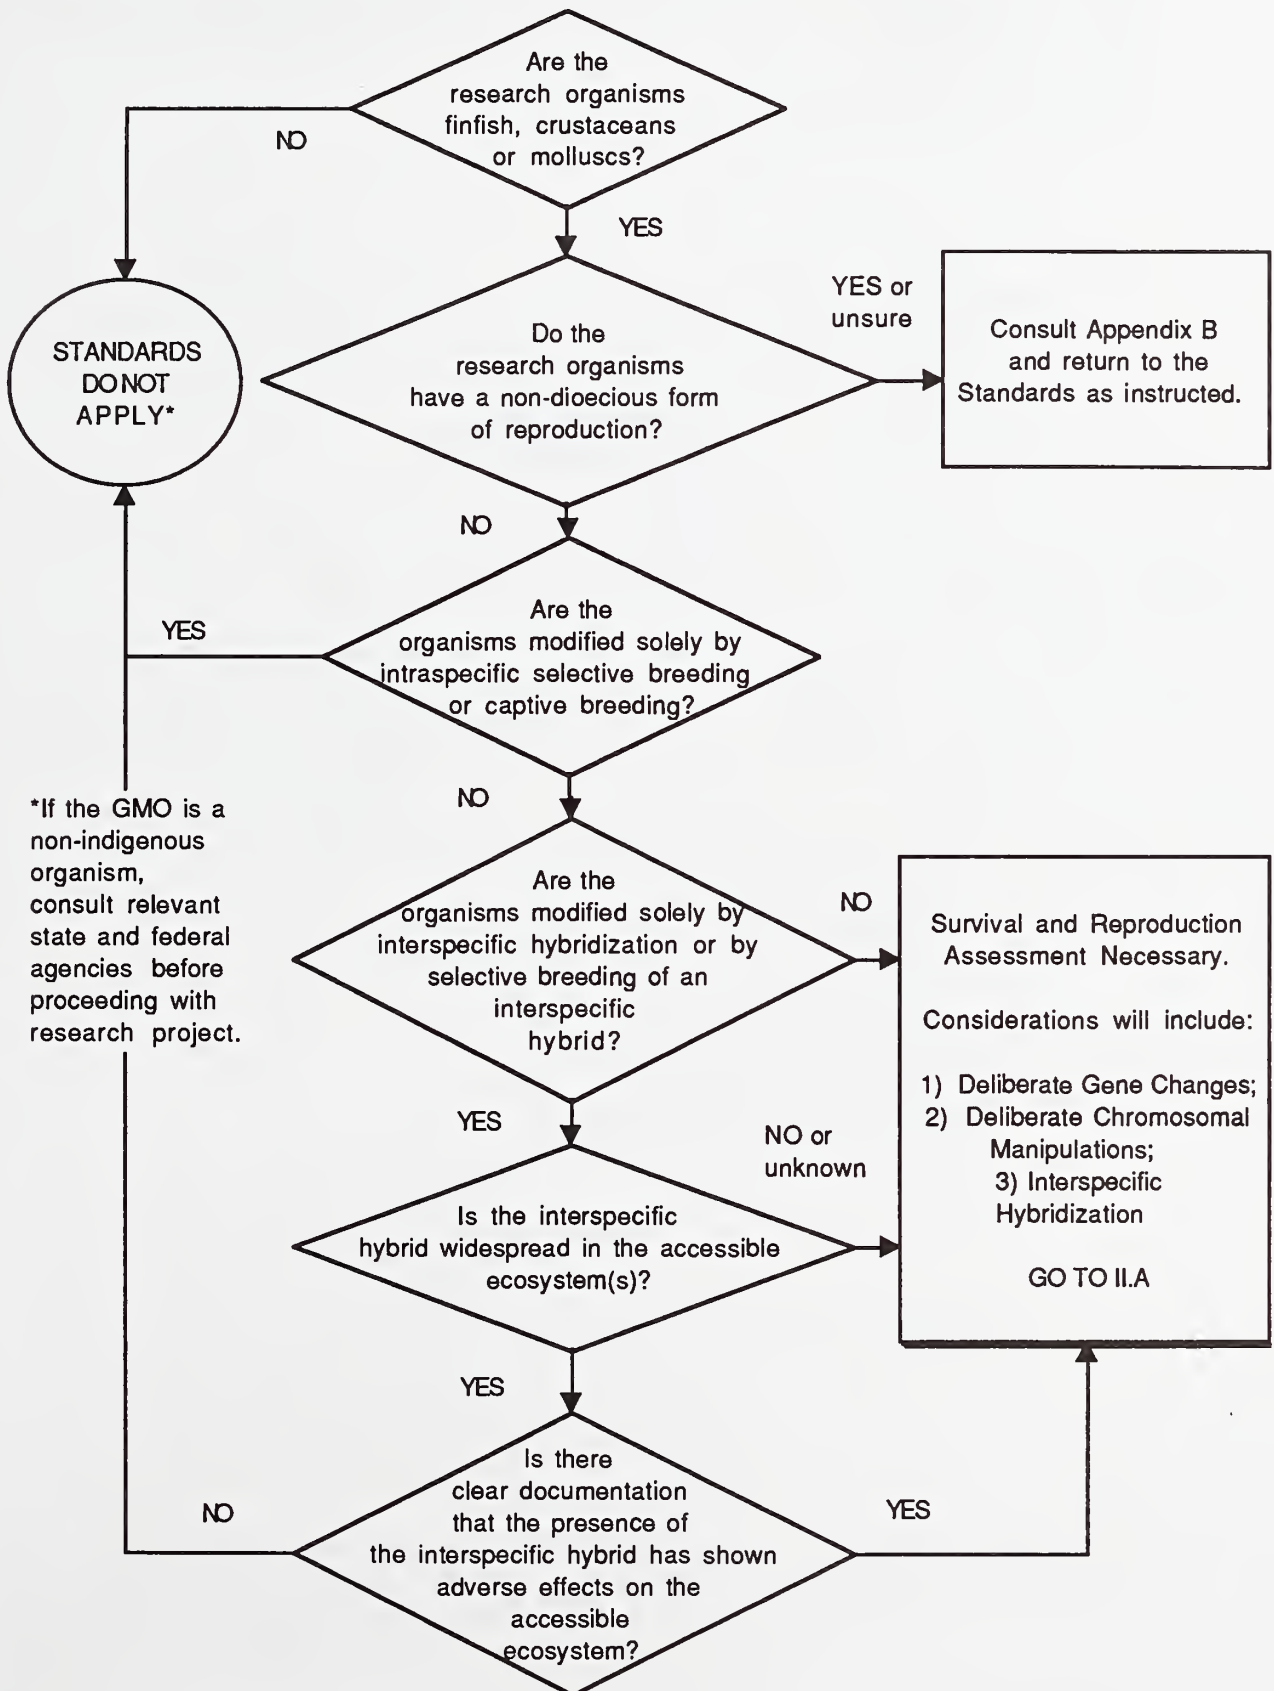 Are the
research organisms
finfish, crustaceans
or molluscs?
NO
YES
STANDARDS
DO NOT
APPLY*
Do the
research organisms
have a non-dioecious form
of reproduction?
YES or
unsure
Consult Appendix B
and return to the
Standards as instructed.
NO
Are the
organisms modified solely by
intraspecific selective breeding
or captive breeding?
YES
NO
*If the GMO is a
non-indigenous
organism,
consult relevant
state and federal
agencies before
proceeding with
research project.
Are the
organisms modified solely by
interspecific hybridization or by
selective breeding of an
interspecific
hybrid?
NO
YES
Survival and Reproduction
Assessment Necessary.
Considerations will include:
1) Deliberate Gene Changes;
2) Deliberate Chromosomal
Manipulations;
3) Interspecific
Hybridization
GO TO II.A
NO or
unknown
Is the interspecific
hybrid widespread in the accessible
ecosystem(s)?
YES
Is there
clear documentation
that the presence of
the interspecific hybrid has shown
adverse effects on the
accessible
ecosystem?
NO
YES